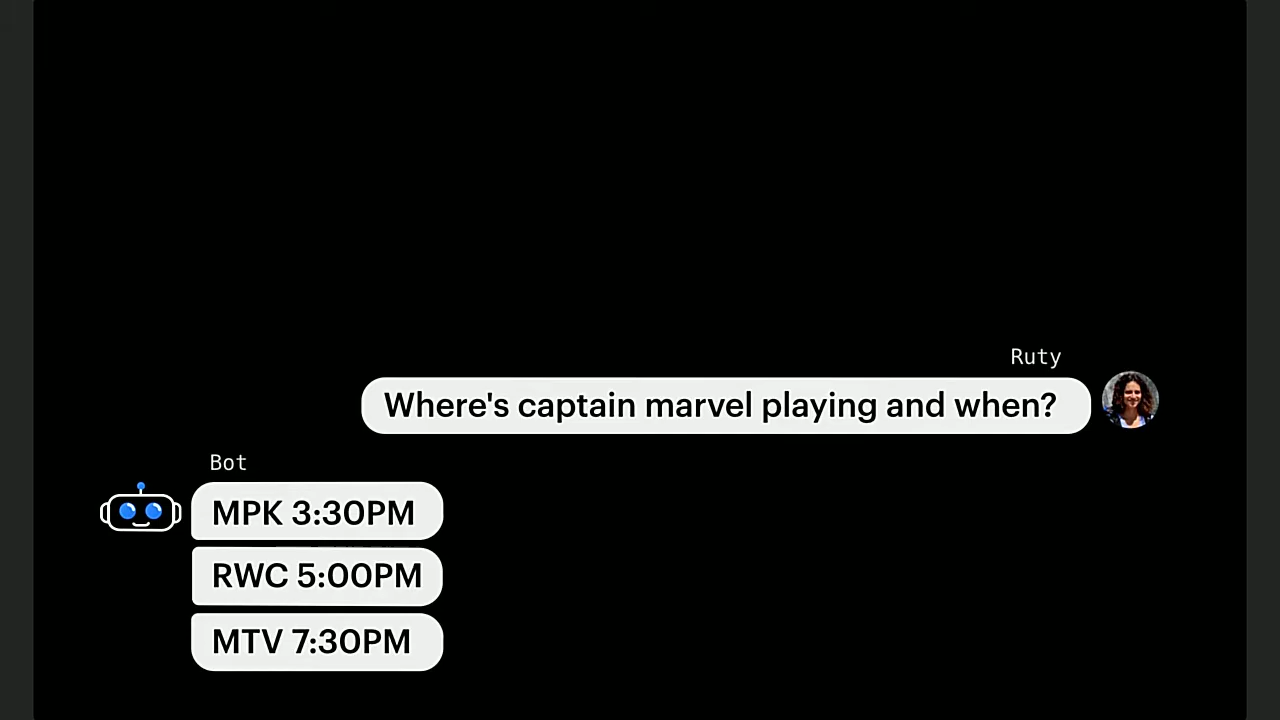 Ruty
Where's captain marvel playing and when?
Bot
MPK 3:30PM
RWC 5:00PM
MTV 7:30PM